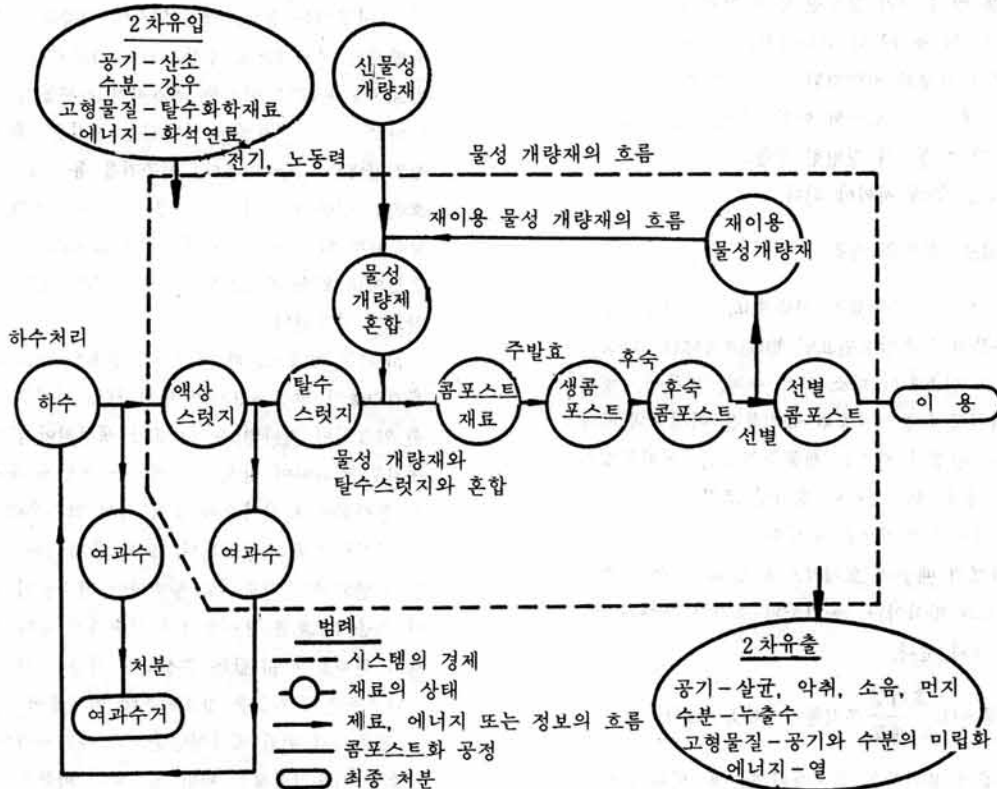 2차유입
공기-산소
수분-강우
고형물질-탈수화학재료
에너지-화석연료
전기, 노동력
신물성
개량재
물성 개량재의 흐름
재이용 물성 개량재의 흐름
재이용
물성개량재
물성
개량제
혼합
하수처리
하수
액상
스럿지
탈수
스럿지
콤포스트
재료
주발효
생콤
포스트
후숙
후숙
콤포스트
선별
선별
콤포스트
이 용
물성 개량재와
탈수스럿지와 혼합
여과수
여과수
처분
여과수거
범례
시스템의 경제
재료의 상태
제료, 에너지 또는 정보의 흐름
콤포스트화 공정
최종 처분
2차유출
공기-살균, 악취, 소음, 먼지
수분-누출수
고형물질-공기와 수분의 미립화
에너지-열